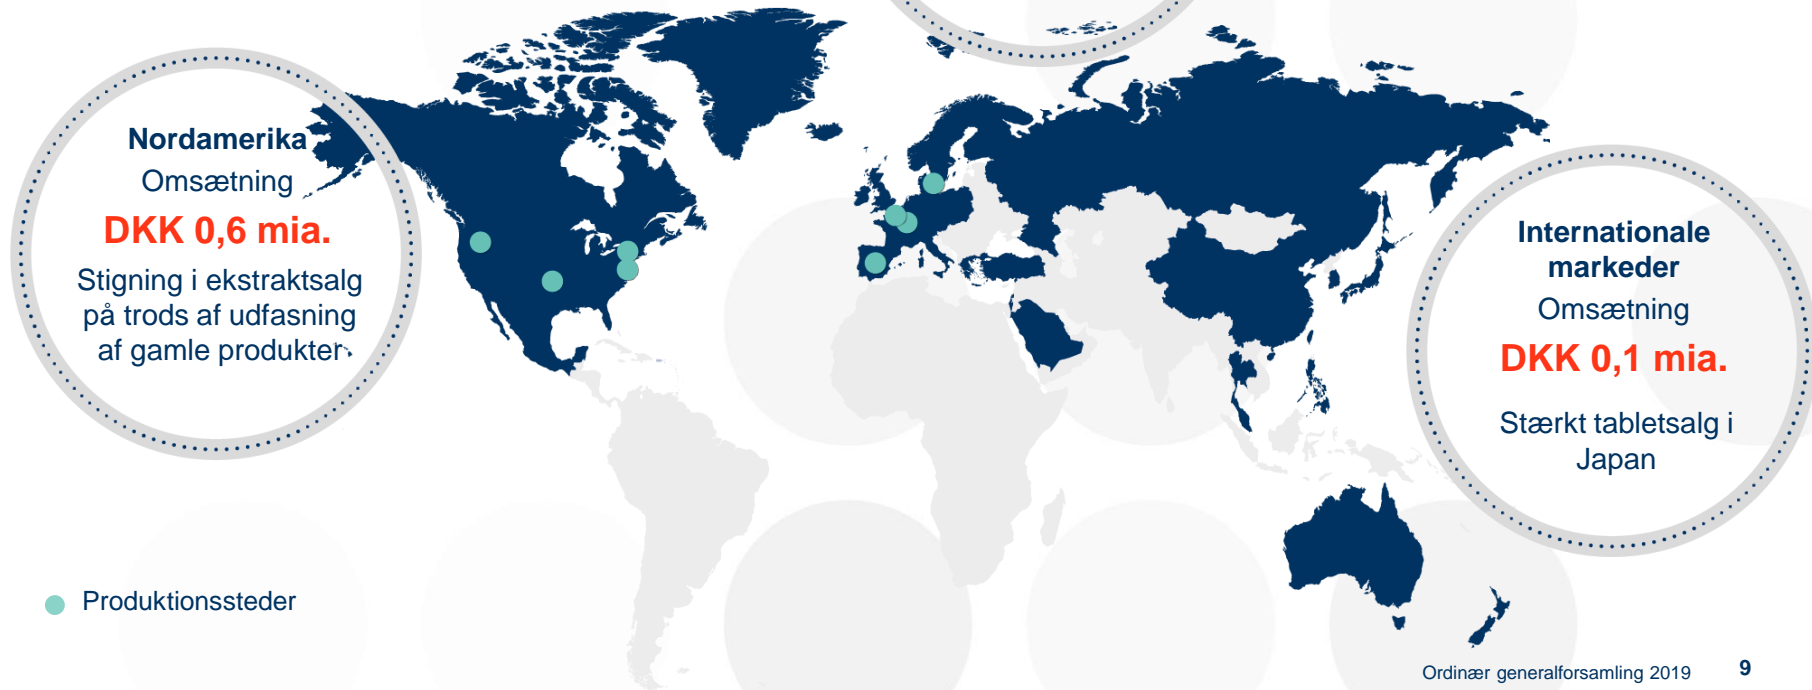 Nordamerika
Omsætning
DKK 0,6 mia.
Stigning i ekstraktsalg
på trods af udfasning
af gamle produkter
Internationale
markeder
Omsætning
DKK 0,1 mia.
Stærkt tabletsalg i
Japan
Produktionssteder
Ordinær generalforsamling 2019 9